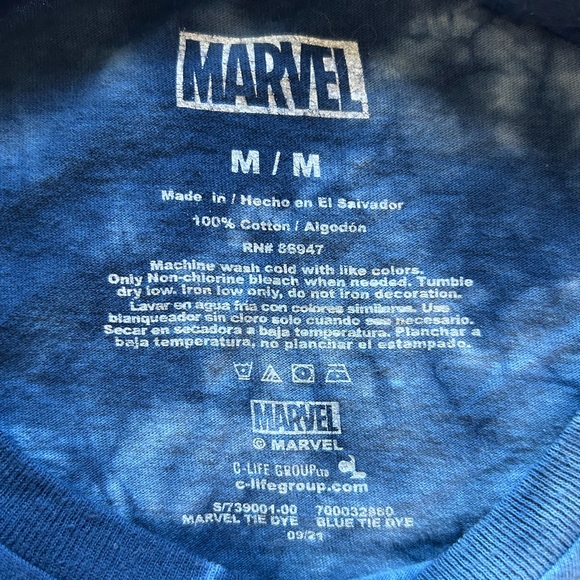 MARVEL
M / M
Made in / Hecho en El Salvador
100% Cotton / Algodón
RN# 86947
Machine wash cold with like colors.
Only Non-chlorine bleach when needed. Tumble
dry low. Iron low only, do not iron decoration.
Lavar en agua fria con colores similares. Use
blanqueador sin cloro solo cuando sea necesario.
Secar en secadora a baja temperatura. Planchar a
baja temperatura, no planchar el estampado.
MARVEL
© MARVEL
C-LIFE GROUP LTD
c-lifegroup.com
S/739001-00 700032860
MARVEL TIE DYE BLUE TIE DYE
09/21